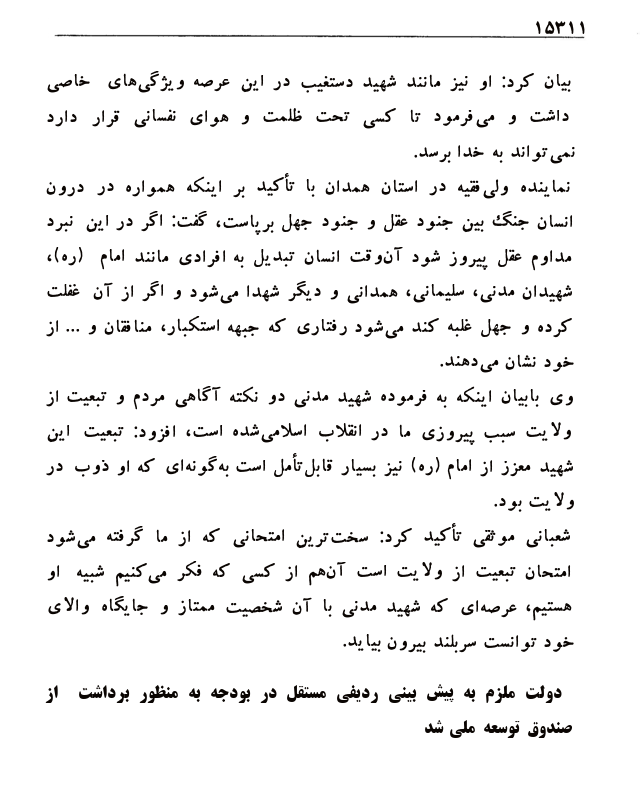 ۱۵۳۱۱
بیان کرد: او نیز مانند شهید دستغیب در این عرصه ویژگی‌های خاصی
داشت و می‌فرمود تا کسی تحت ظلمت و هوای نفسانی قرار دارد
نمی‌تواند به خدا برسد.
نماینده ولی‌فقیه در استان همدان با تأکید بر اینکه همواره در درون
انسان جنگ بین جنود عقل و جنود جهل برپاست، گفت: اگر در این نبرد
مداوم عقل پیروز شود آن‌وقت انسان تبدیل به افرادی مانند امام (ره)،
شهیدان مدنی، سلیمانی، همدانی و دیگر شهدا می‌شود و اگر از آن غفلت
کرده و جهل غلبه کند می‌شود رفتاری که جبهه استکبار، منافقان و ... از
خود نشان می‌دهند.
وی بابیان اینکه به فرموده شهید مدنی دو نکته آگاهی مردم و تبعیت از
ولایت سبب پیروزی ما در انقلاب اسلامی‌شده است، افزود: تبعیت این
شهید معزز از امام (ره) نیز بسیار قابل‌تأمل است به‌گونه‌ای که او ذوب در
ولایت بود.
شعبانی موثقی تأکید کرد: سخت‌ترین امتحانی که از ما گرفته می‌شود
امتحان تبعیت از ولایت است آن‌هم از کسی که فکر می‌کنیم شبیه او
هستیم، عرصه‌ای که شهید مدنی با آن شخصیت ممتاز و جایگاه والای
خود توانست سربلند بیرون بیاید.
دولت ملزم به پیش بینی ردیفی مستقل در بودجه به منظور برداشت از
صندوق توسعه ملی شد